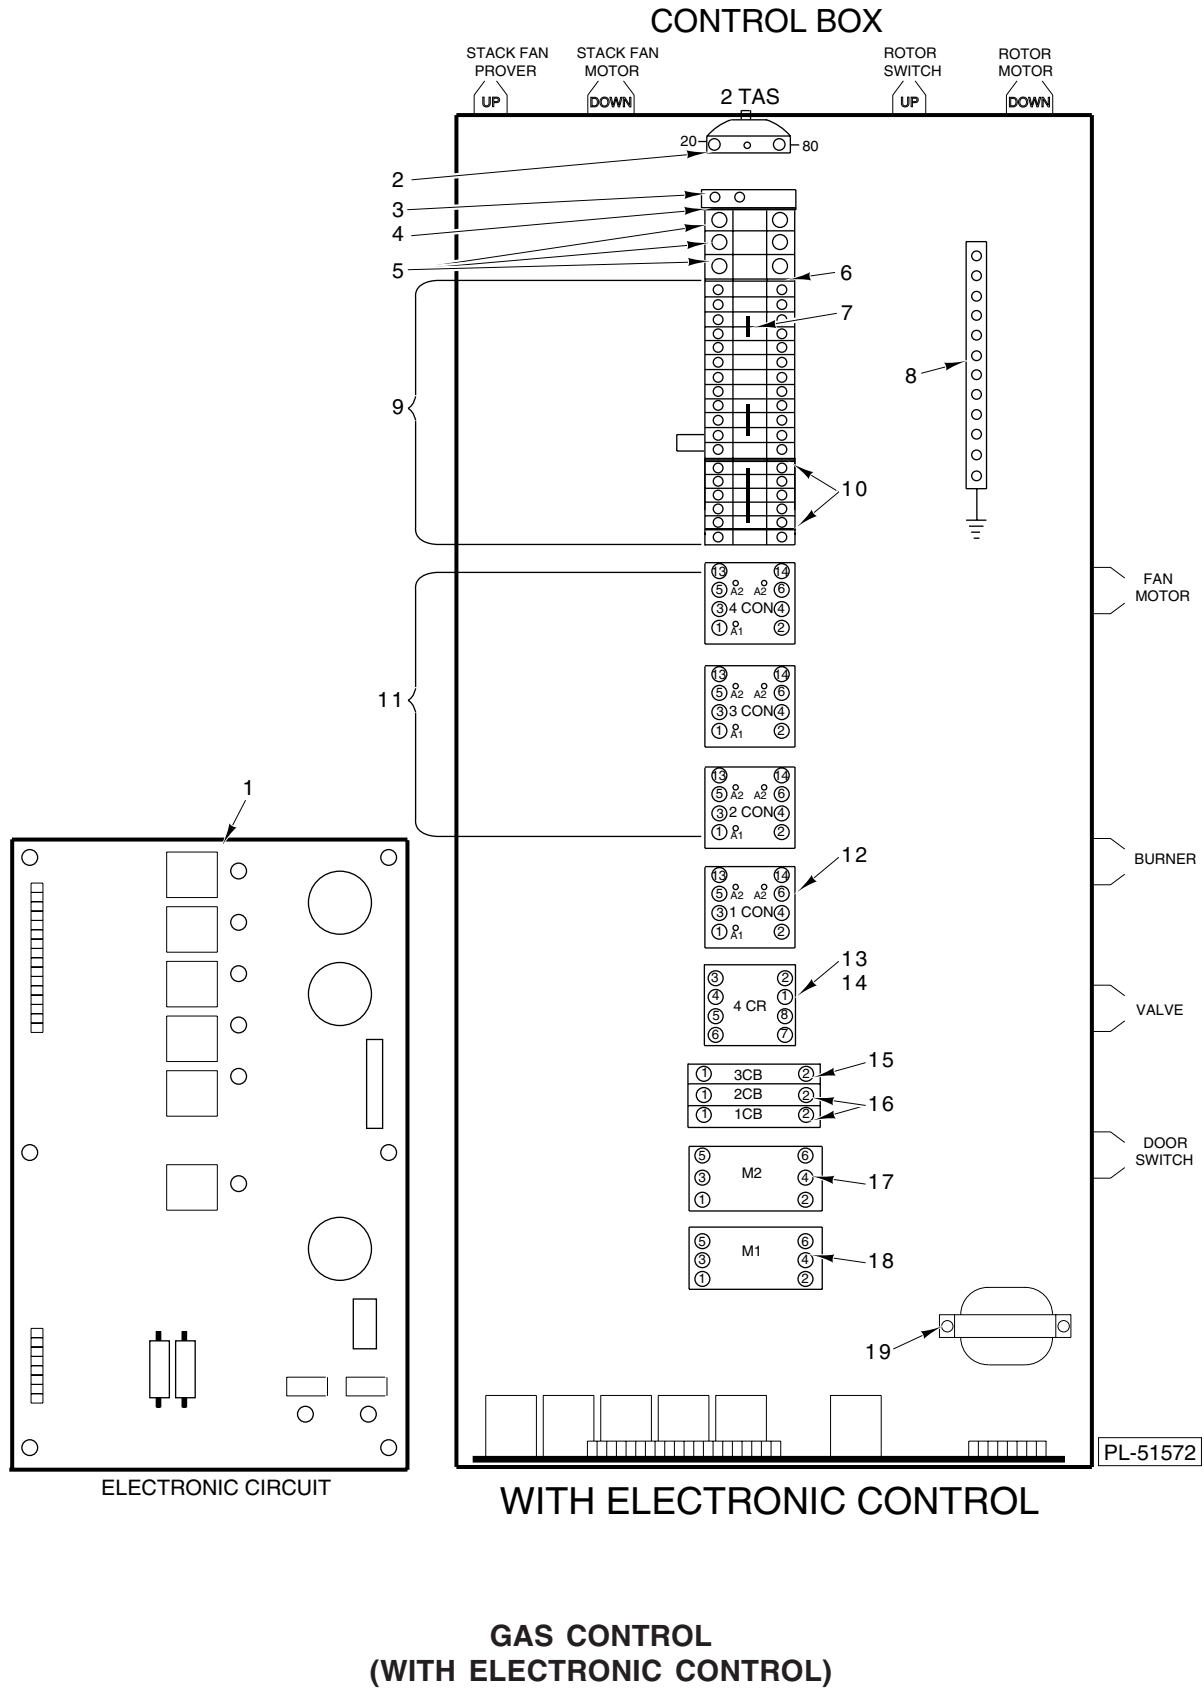 CONTROL BOX
STACK FAN
PROVER
STACK FAN
MOTOR
ROTOR
SWITCH
ROTOR
MOTOR
UP
DOWN
2 TAS
UP
DOWN
20
80
2
3
4
5
6
7
8
9
10
13 14
5 A2 A2 6
3 4 CON 4
1 A1 2
FAN
MOTOR
11
13 14
5 A2 A2 6
3 3 CON 4
1 A1 2
13 14
5 A2 A2 6
3 2 CON 4
1 A1 2
1
12
BURNER
13 14
5 A2 A2 6
3 1 CON 4
1 A1 2
13
14
3 2
4 4 CR 1
5 8
6 7
VALVE
1 3CB 2
1 2CB 2
1 1CB 2
15
16
DOOR
SWITCH
5 6
3 M2 4
1 2
17
5 M1 6
3 4
1 2
18
19
PL-51572
ELECTRONIC CIRCUIT
WITH ELECTRONIC CONTROL
GAS CONTROL
(WITH ELECTRONIC CONTROL)